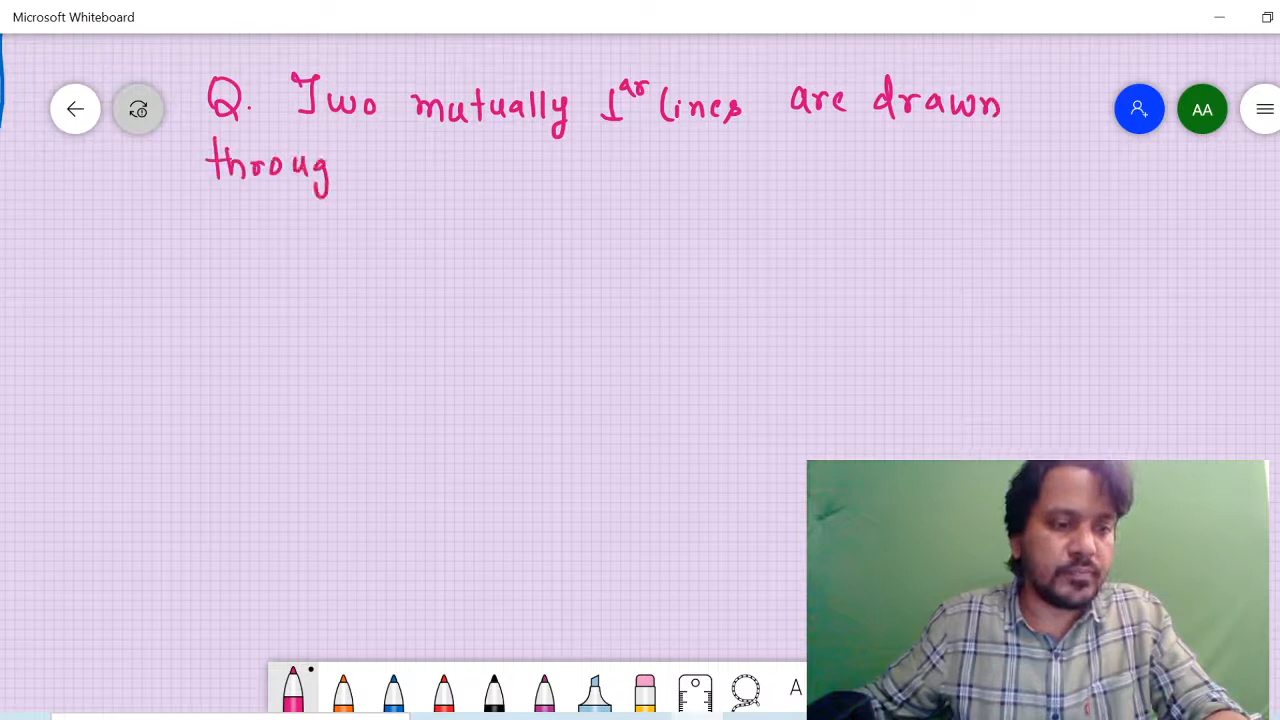 Microsoft Whiteboard
Q. Two mutually ⊥ar lines are drawn
throug
AA
A